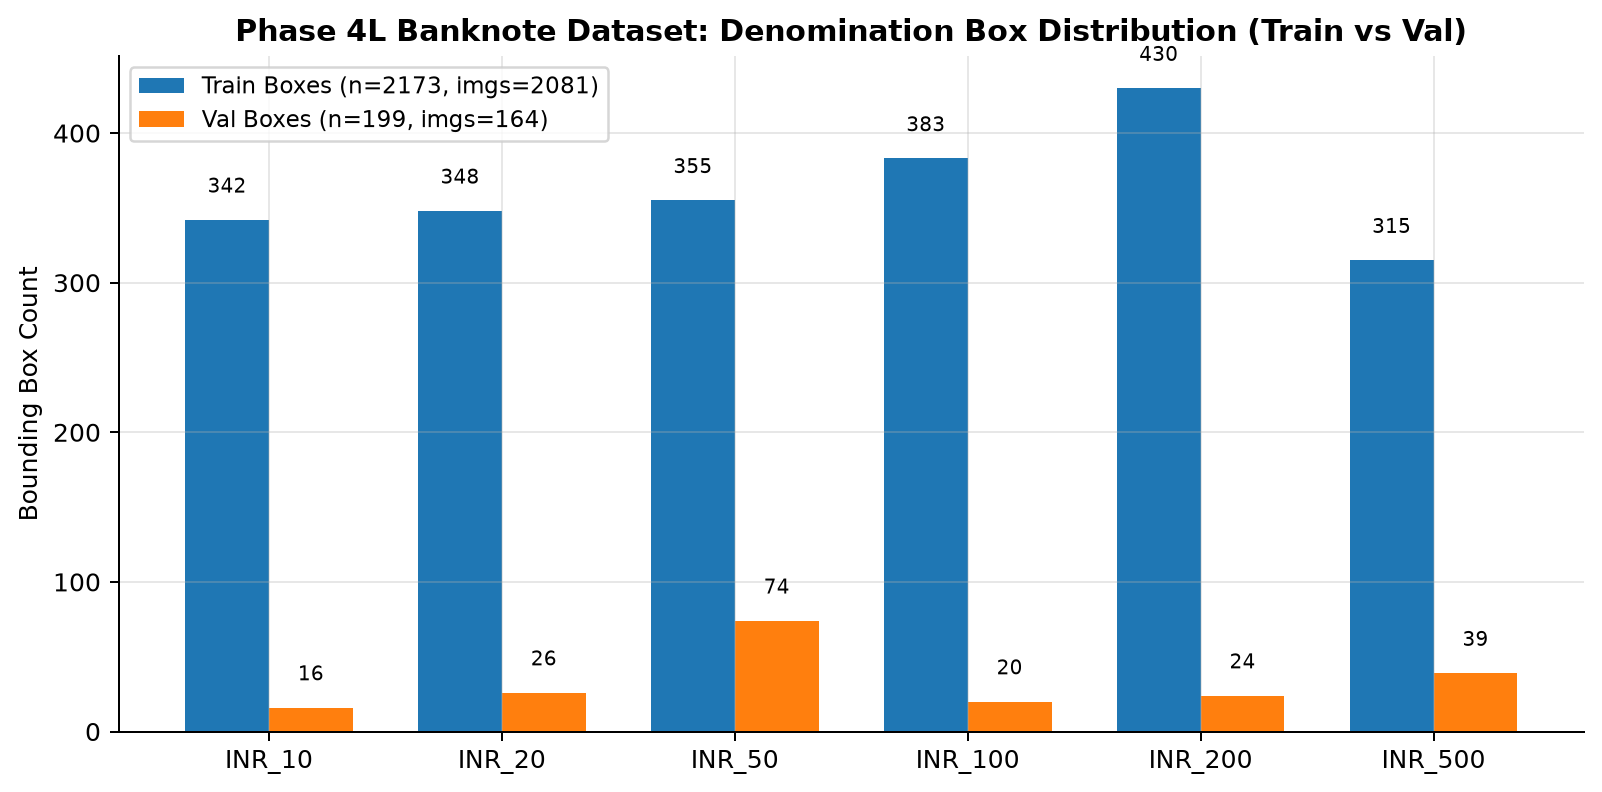 Phase 4L Banknote Dataset: Denomination Box Distribution (Train vs Val)
Train Boxes (n=2173, imgs=2081)
Val Boxes (n=199, imgs=164)
Bounding Box Count
400
300
200
100
0
342
16
348
26
355
74
383
20
430
24
315
39
INR_10
INR_20
INR_50
INR_100
INR_200
INR_500